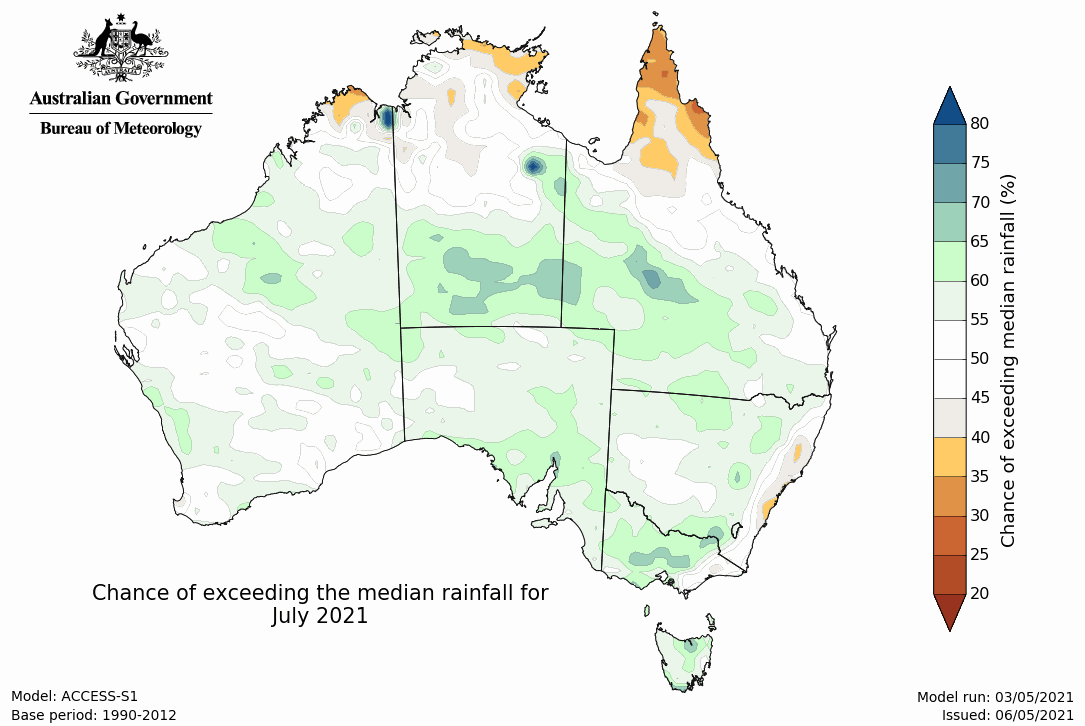 Australian Government
Bureau of Meteorology
80
75
70
65
60
55
50
45
40
35
30
25
20
Chance of exceeding median rainfall (%)
Chance of exceeding the median rainfall for
July 2021
Model: ACCESS-S1
Base period: 1990-2012
Model run: 03/05/2021
Issued: 06/05/2021